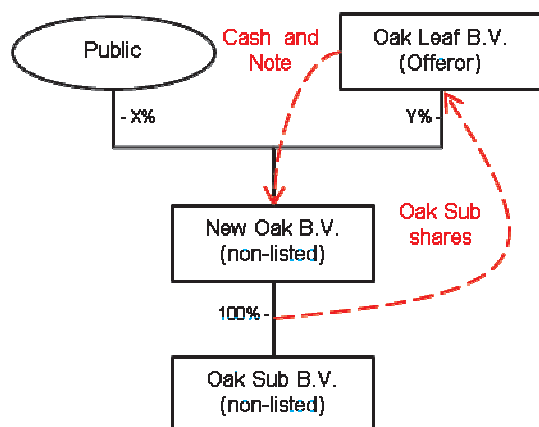 Public
Cash and
Note
Oak Leaf B.V.
(Offeror)
- X%
Y% -
New Oak B.V.
(non-listed)
Oak Sub
shares
100% -
Oak Sub B.V.
(non-listed)